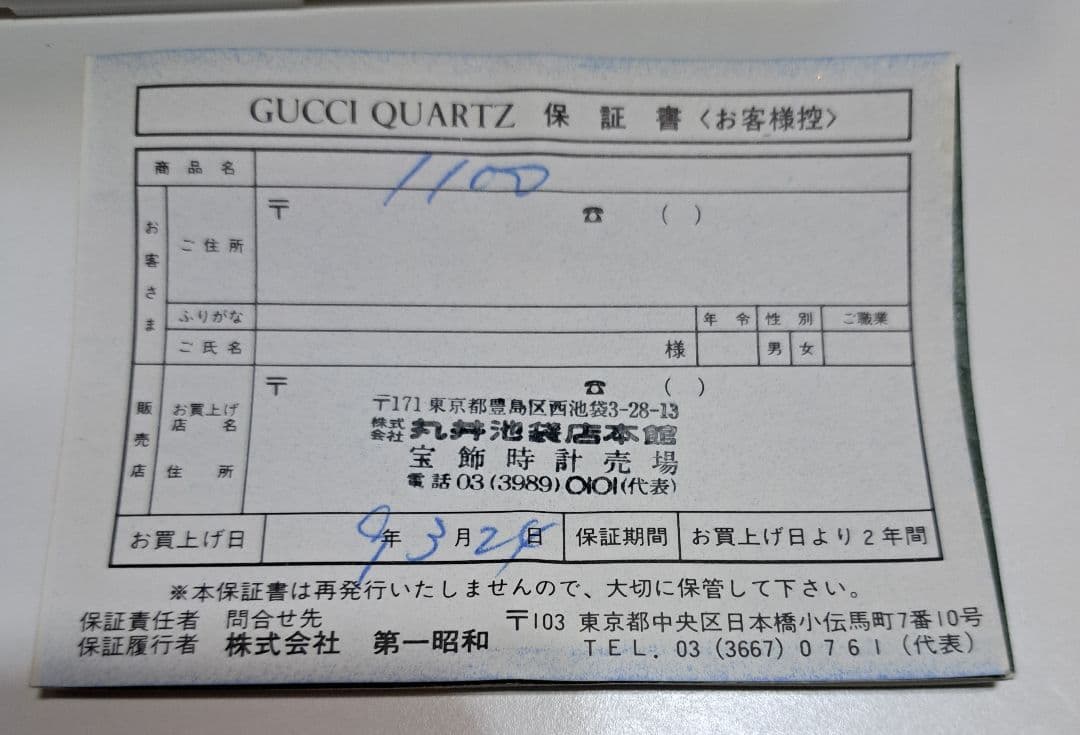 GUCCI QUARTZ 保証書〈お客様控〉
商品名 1100
お客さま
ご住所 〒 ☎ ( )
ふりがな 年令 性別 ご職業
ご氏名 様 男 女
販売店
お買上げ店名
住所
〒 ☎ ( )
〒171 東京都豊島区西池袋3-28-13
株式会社 丸井池袋店本館
宝飾時計売場
電話03(3989)0101(代表)
お買上げ日 9年3月24日 保証期間 お買上げ日より2年間
※本保証書は再発行いたしませんので、大切に保管して下さい。
保証責任者 問合せ先 〒103 東京都中央区日本橋小伝馬町7番10号
保証履行者 株式会社 第一昭和 TEL. 03 (3667) 0761 (代表)